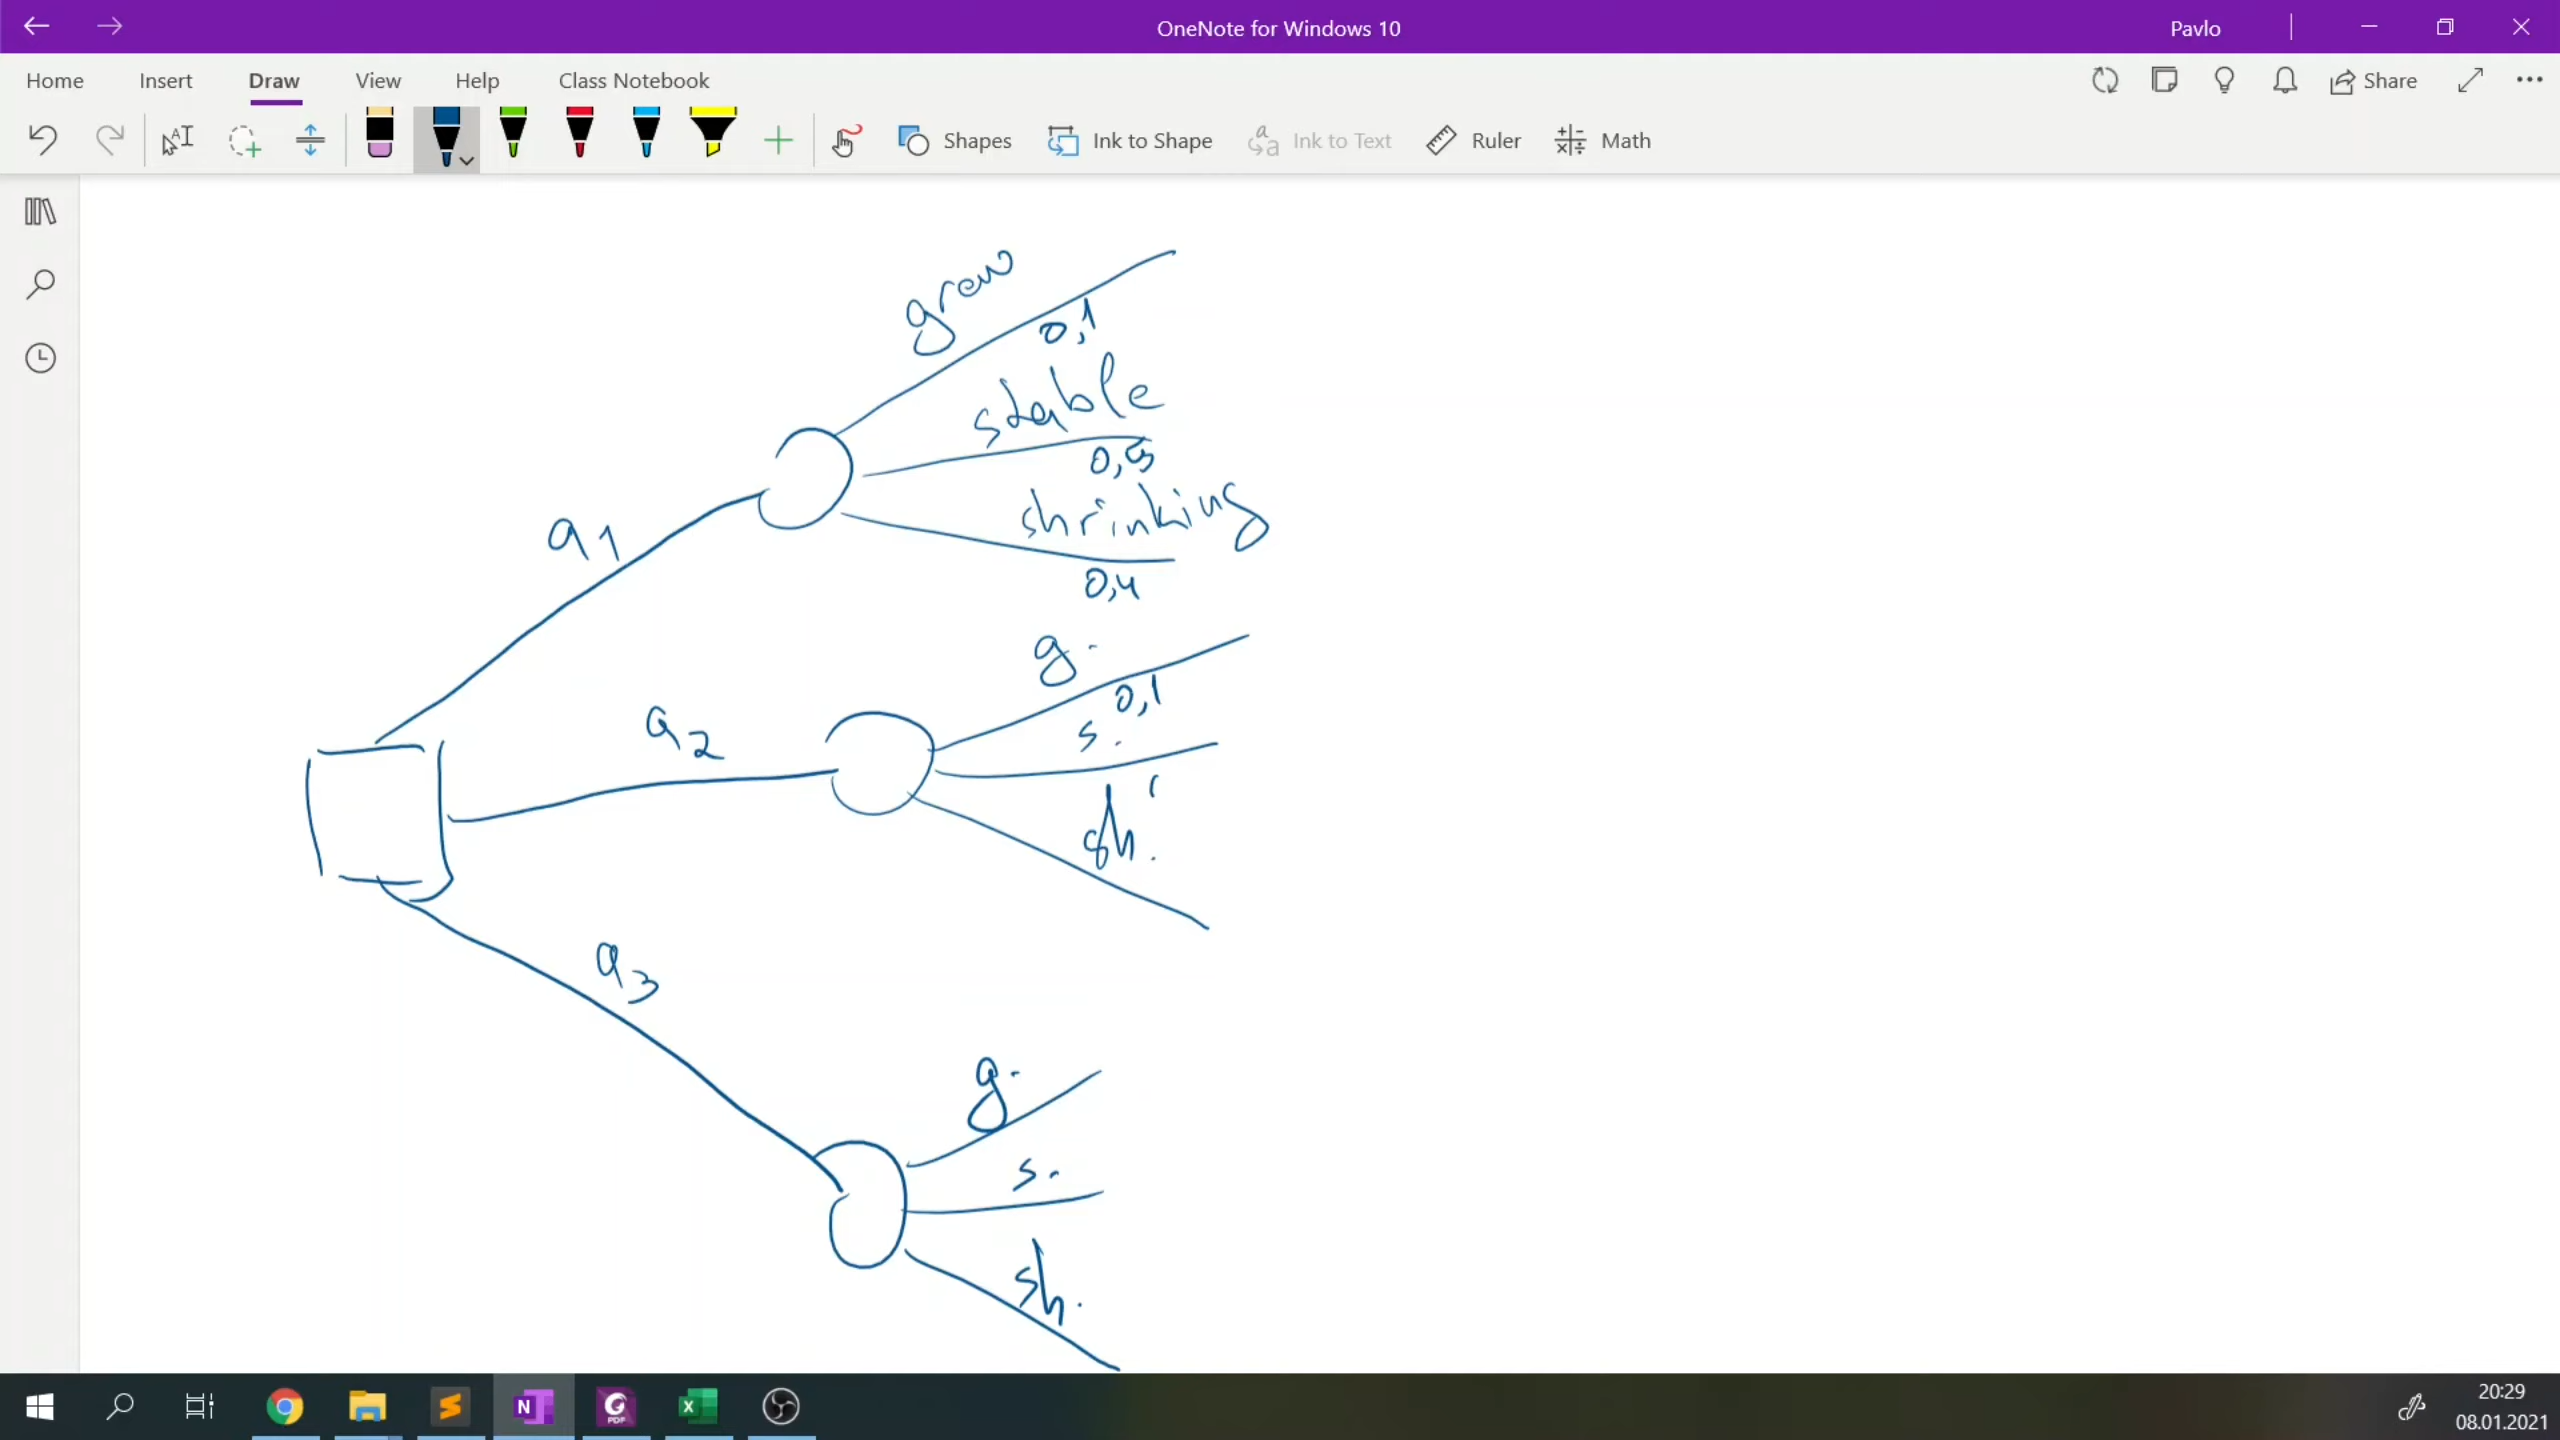 OneNote for Windows 10
Pavlo
Home Insert Draw View Help Class Notebook
Share
Shapes Ink to Shape Ink to Text Ruler Math
grow
0,1
stable
0,5
shrinking
0,4
a1
g.
0,1
a2
s.
sh.
a3
g.
s.
sh.
20:29
08.01.2021